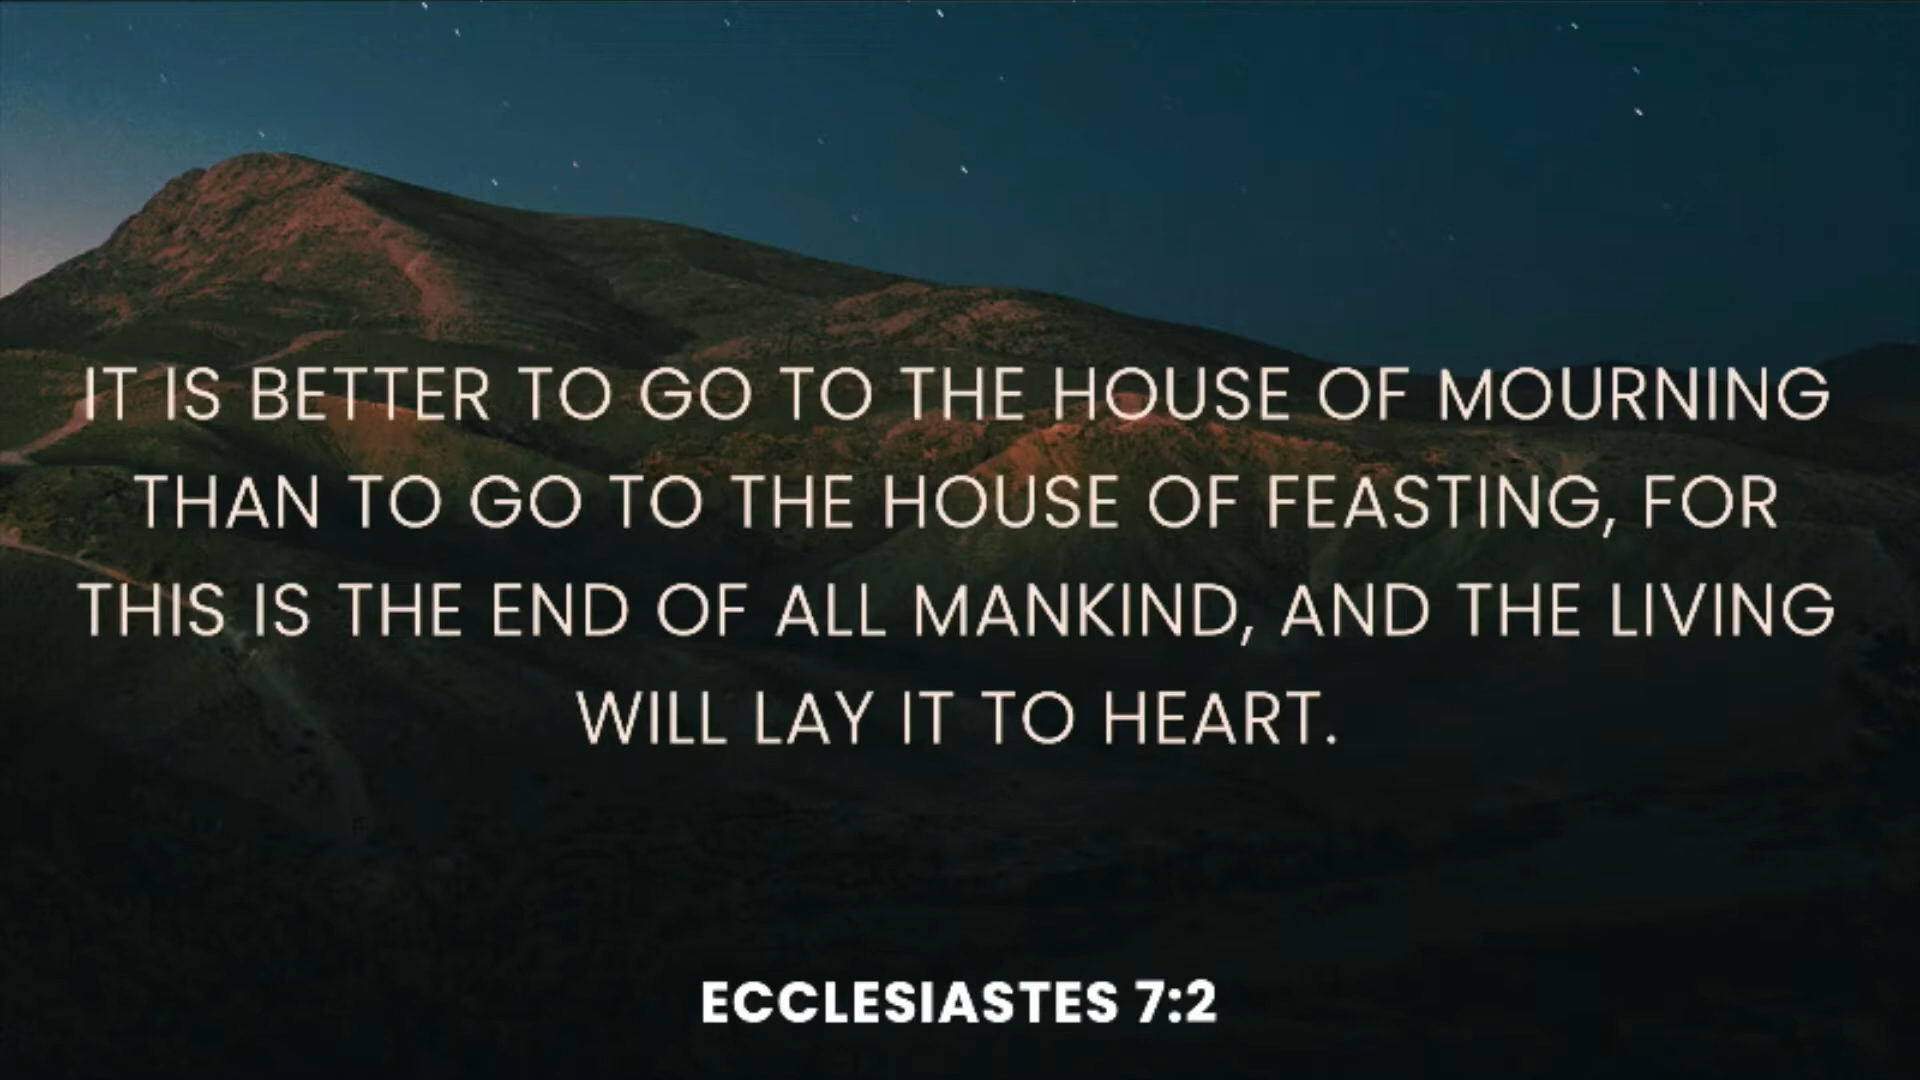 IT IS BETTER TO GO TO THE HOUSE OF MOURNING
THAN TO GO TO THE HOUSE OF FEASTING, FOR
THIS IS THE END OF ALL MANKIND, AND THE LIVING
WILL LAY IT TO HEART.
ECCLESIASTES 7:2